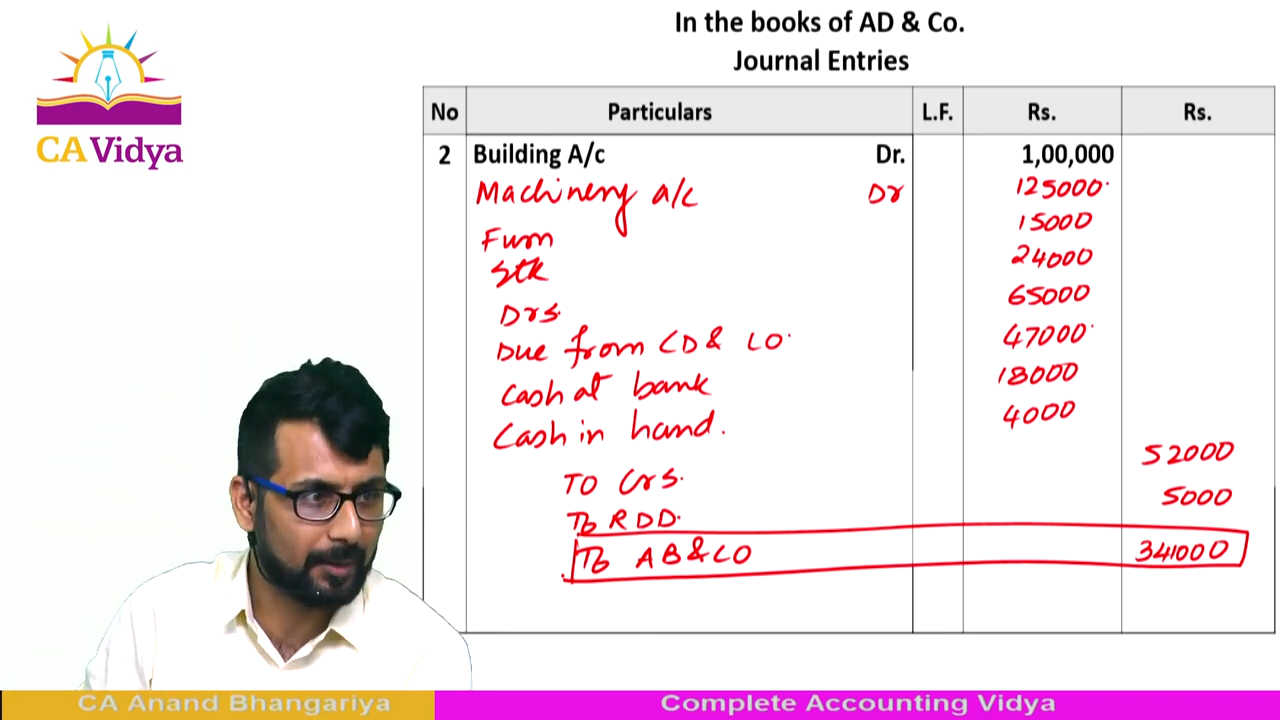 In the books of AD & Co.
Journal Entries
CA Vidya
No Particulars L.F. Rs. Rs.
2 Building A/c Dr. 1,00,000
Machinery a/c Dr 125000
Furn 15000
Stk 24000
Drs. 65000
Due from CD & CO. 47000
Cash at bank 18000
Cash in hand. 4000
To Crs. 52000
To RDD. 5000
To AB & CO 341000
CA Anand Bhangariya
Complete Accounting Vidya